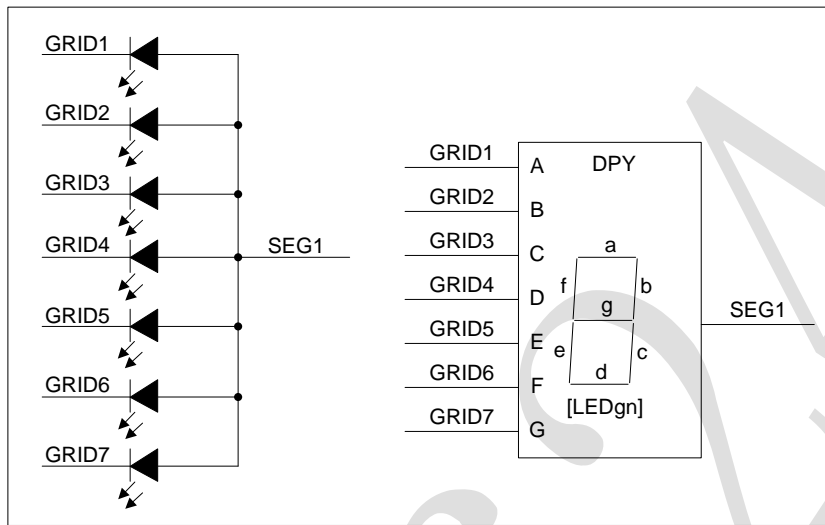 GRID1
GRID2
GRID3
GRID4
GRID5
GRID6
GRID7
SEG1
GRID1
GRID2
GRID3
GRID4
GRID5
GRID6
GRID7
A
B
C
D
E
F
G
DPY
a
f b
g
e c
d
[LEDgn]
SEG1